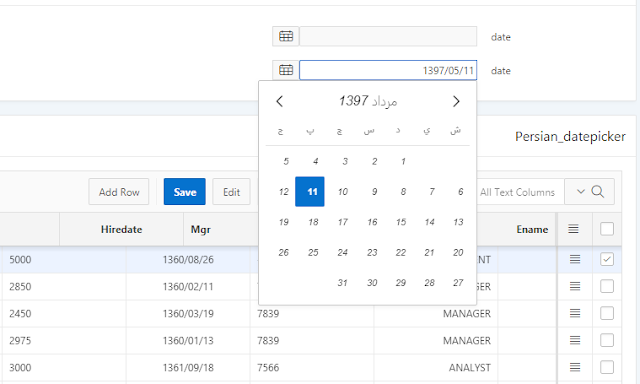 date
1397/05/11 date
مرداد 1397
ش ي د س چ پ ج
1 2 3 4 5
6 7 8 9 10 11 12
13 14 15 16 17 18 19
20 21 22 23 24 25 26
27 28 29 30 31
Persian_datepicker
Add Row Save Edit All Text Columns
Hiredate Mgr Ename
5000 1360/08/26 NT
2850 1360/02/11 GER
2450 1360/03/19 7839 MANAGER
2975 1360/01/13 7839 MANAGER
3000 1361/09/18 7566 ANALYST